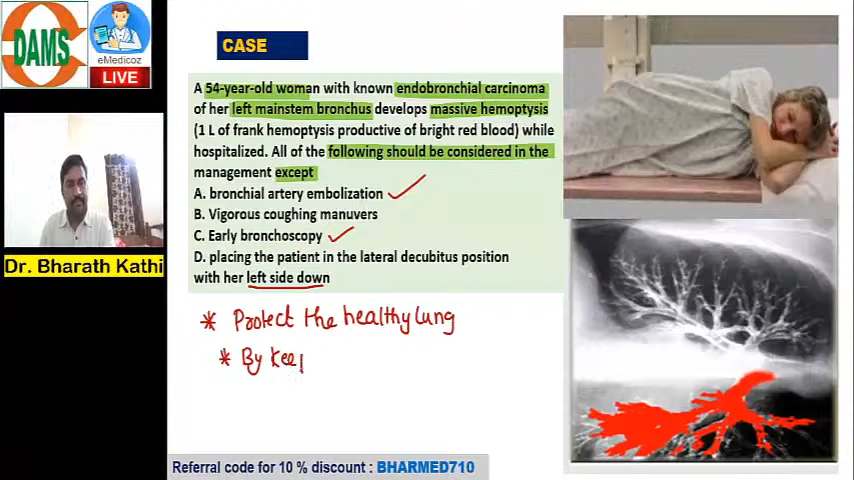 DAMS
eMedicoz
LIVE
CASE
A 54-year-old woman with known endobronchial carcinoma
of her left mainstem bronchus develops massive hemoptysis
(1 L of frank hemoptysis productive of bright red blood) while
hospitalized. All of the following should be considered in the
management except
A. bronchial artery embolization
B. Vigorous coughing manuvers
C. Early bronchoscopy
D. placing the patient in the lateral decubitus position
with her left side down
Dr. Bharath Kathi
* Protect the healthy lung
* By Kee
Referral code for 10 % discount : BHARMED710